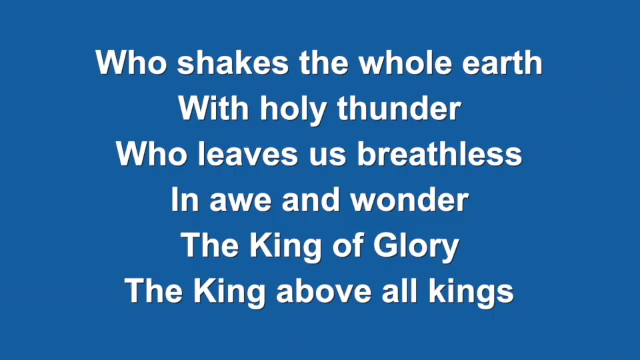 Who shakes the whole earth
With holy thunder
Who leaves us breathless
In awe and wonder
The King of Glory
The King above all kings